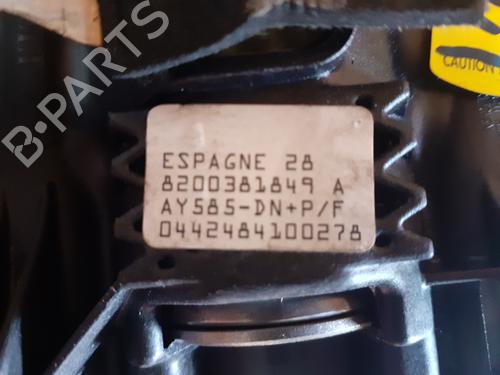 B-PARTS
CAUTION
ESPAGNE 28
8200381849 A
AY585-DN+P/F
0442484100278